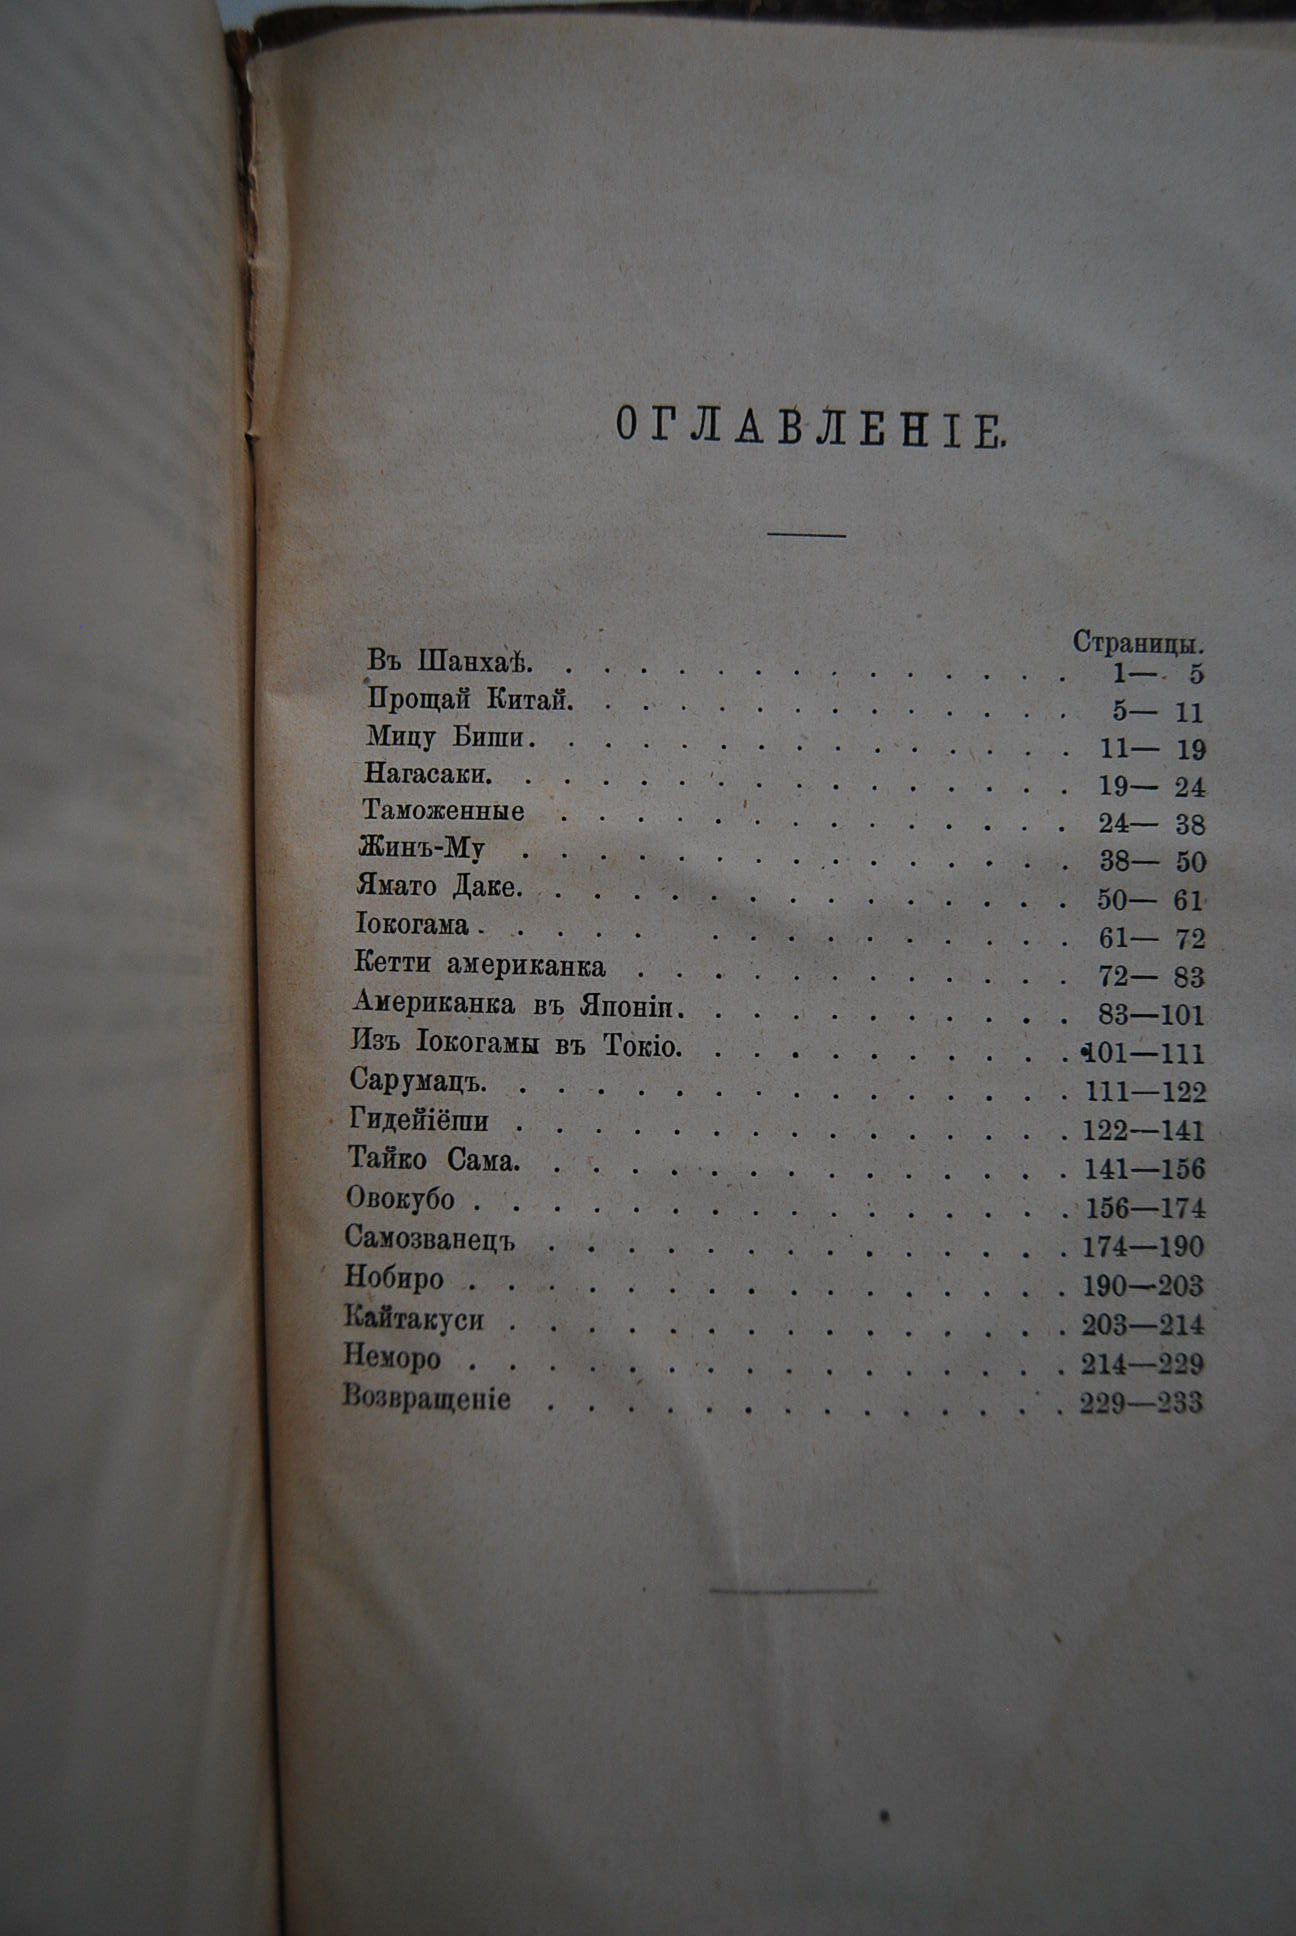 ОГЛАВЛЕНІЕ.
Страницы.
Въ Шанхаѣ. . . . . . . . . . . . . . . 1— 5
Прощай Китай. . . . . . . . . . . . . . 5— 11
Мицу Биши. . . . . . . . . . . . . . . 11— 19
Нагасаки. . . . . . . . . . . . . . . . 19— 24
Таможенные . . . . . . . . . . . . . . 24— 38
Жинъ-Му . . . . . . . . . . . . . . . 38— 50
Ямато Даке. . . . . . . . . . . . . . . 50— 61
Іокогама . . . . . . . . . . . . . . . 61— 72
Кетти американка . . . . . . . . . . . . 72— 83
Американка въ Японіи. . . . . . . . . . . 83—101
Изъ Іокогамы въ Токіо. . . . . . . . . . . 101—111
Сарумацъ. . . . . . . . . . . . . . . . 111—122
Гидейіёши . . . . . . . . . . . . . . . 122—141
Тайко Сама. . . . . . . . . . . . . . . 141—156
Овокубо . . . . . . . . . . . . . . . . 156—174
Самозванецъ . . . . . . . . . . . . . . 174—190
Нобиро . . . . . . . . . . . . . . . . 190—203
Кайтакуси . . . . . . . . . . . . . . . 203—214
Неморо . . . . . . . . . . . . . . . . 214—229
Возвращеніе . . . . . . . . . . . . . . 229—233